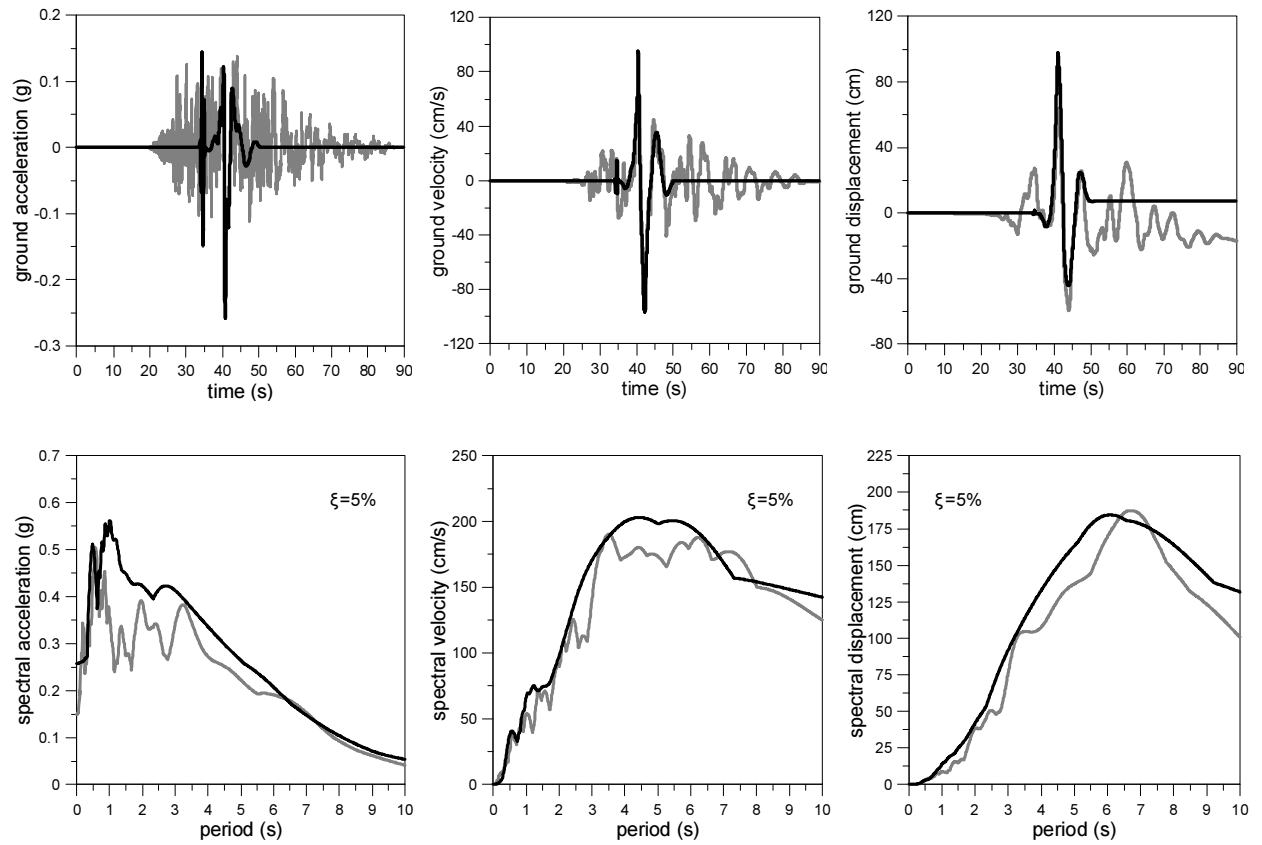 ground acceleration (g)
0.2
0.1
0
-0.1
-0.2
-0.3
0 10 20 30 40 50 60 70 80 90
time (s)
ground velocity (cm/s)
120
80
40
0
-40
-80
-120
0 10 20 30 40 50 60 70 80 90
time (s)
ground displacement (cm)
120
80
40
0
-40
-80
0 10 20 30 40 50 60 70 80 90
time (s)
spectral acceleration (g)
0.7
0.6
0.5
0.4
0.3
0.2
0.1
0
ξ=5%
0 1 2 3 4 5 6 7 8 9 10
period (s)
spectral velocity (cm/s)
250
200
150
100
50
0
ξ=5%
0 1 2 3 4 5 6 7 8 9 10
period (s)
spectral displacement (cm)
225
200
175
150
125
100
75
50
25
0
ξ=5%
0 1 2 3 4 5 6 7 8 9 10
period (s)